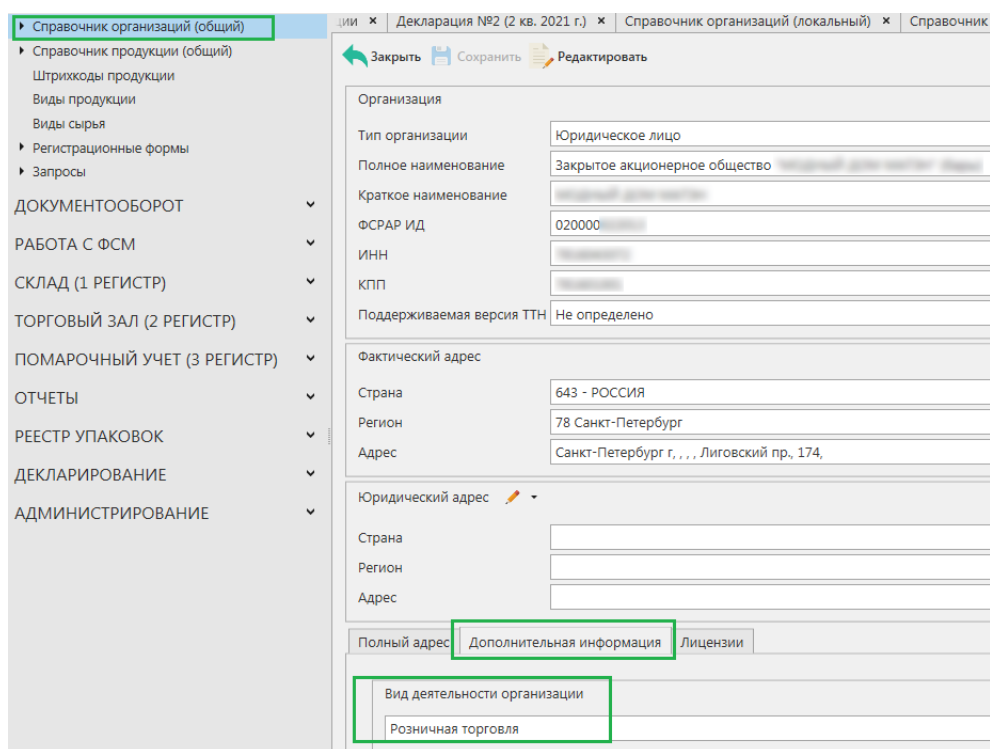 Справочник организаций (общий)
Справочник продукции (общий)
Штрихкоды продукции
Виды продукции
Виды сырья
Регистрационные формы
Запросы
ДОКУМЕНТООБОРОТ
РАБОТА С ФСМ
СКЛАД (1 РЕГИСТР)
ТОРГОВЫЙ ЗАЛ (2 РЕГИСТР)
ПОМАРОЧНЫЙ УЧЕТ (3 РЕГИСТР)
ОТЧЕТЫ
РЕЕСТР УПАКОВОК
ДЕКЛАРИРОВАНИЕ
АДМИНИСТРИРОВАНИЕ
Декларация №2 (2 кв. 2021 г.) × Справочник организаций (локальный) × Справочник
Закрыть Сохранить Редактировать
Организация
Тип организации Юридическое лицо
Полное наименование Закрытое акционерное общество
Краткое наименование
ФСРАР ИД 020000
ИНН
КПП
Поддерживаемая версия ТТН Не определено
Фактический адрес
Страна 643 - РОССИЯ
Регион 78 Санкт-Петербург
Адрес Санкт-Петербург г, , , , Лиговский пр., 174,
Юридический адрес
Страна
Регион
Адрес
Полный адрес Дополнительная информация Лицензии
Вид деятельности организации
Розничная торговля